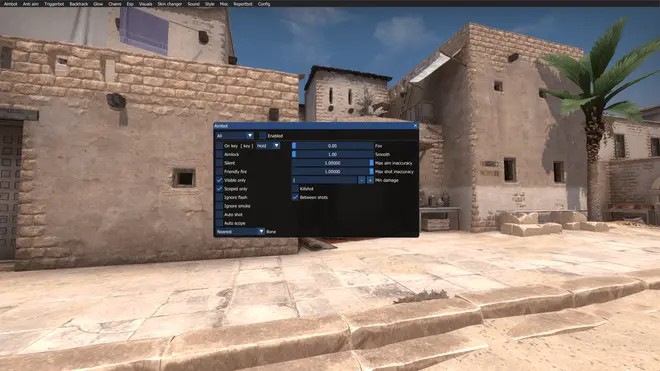 Aimbot Anti aim Triggerbot Backtrack Glow Chams Esp Visuals Skin changer Sound Style Misc Reportbot Config
Aimbot
All Enabled
On key [ key ] Hold 0.00 Fov
Aimlock 1.00 Smooth
Silent 1.00000 Max aim inaccuracy
Friendly fire 1.00000 Max shot inaccuracy
Visible only 1 - + Min damage
Scoped only Killshot
Ignore flash Between shots
Ignore smoke
Auto shot
Auto scope
Nearest Bone